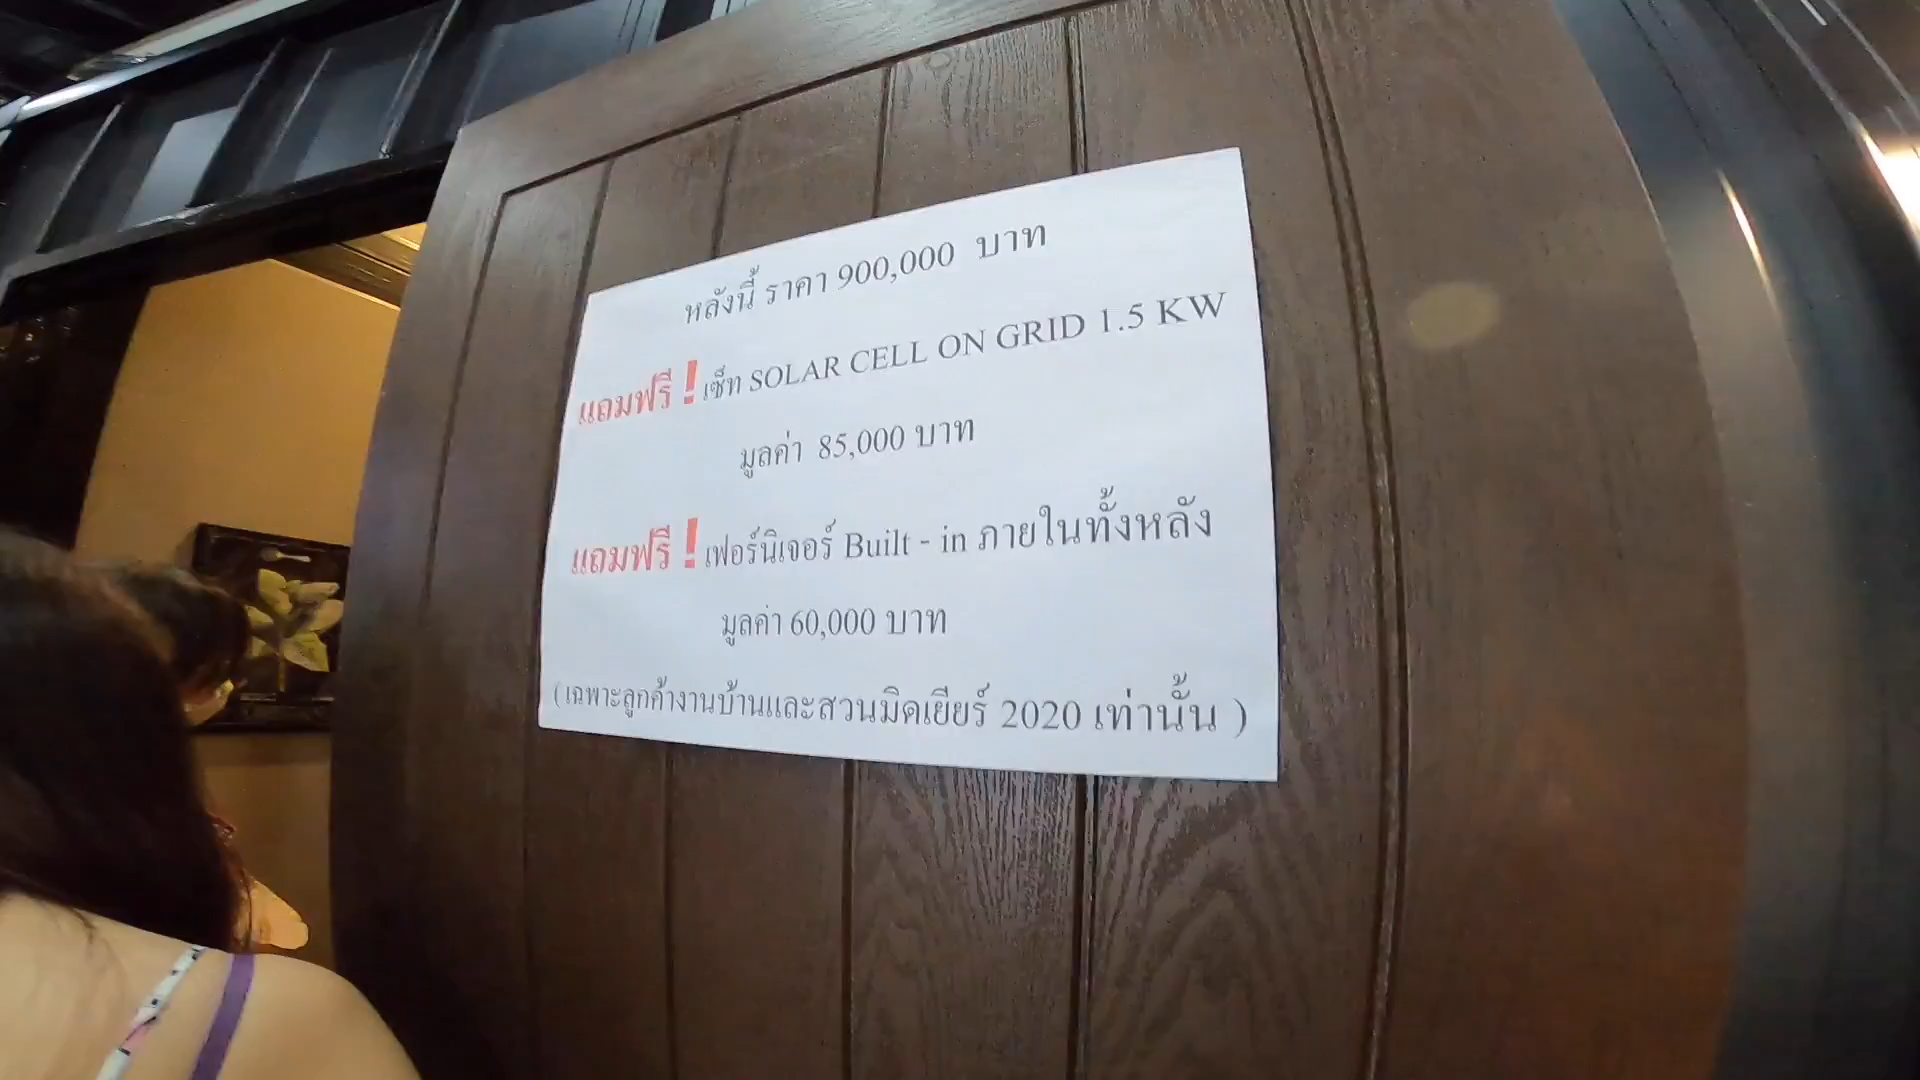 หลังนี้ ราคา 900,000 บาท
แถมฟรี ! เซ็ท SOLAR CELL ON GRID 1.5 KW
มูลค่า 85,000 บาท
แถมฟรี ! เฟอร์นิเจอร์ Built - in ภายในทั้งหลัง
มูลค่า 60,000 บาท
( เฉพาะลูกค้างานบ้านและสวนมิดเยียร์ 2020 เท่านั้น )